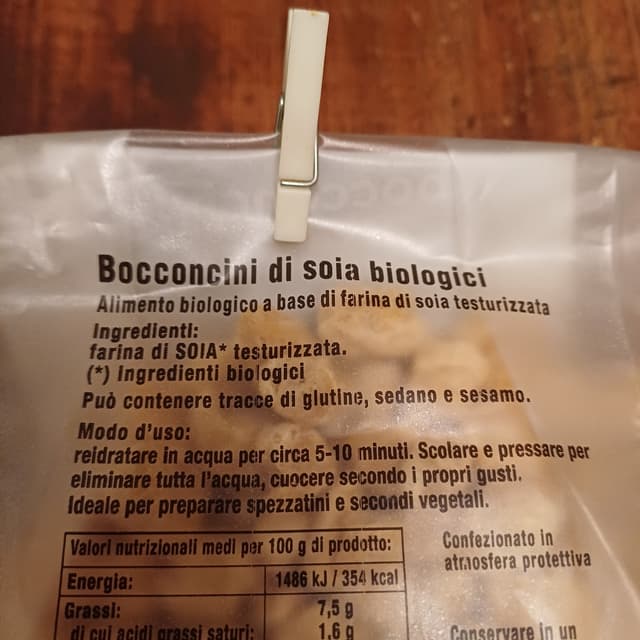 Bocconcini di soia biologici
Alimento biologico a base di farina di soia testurizzata
Ingredienti:
farina di SOIA* testurizzata.
(*) Ingredienti biologici
Può contenere tracce di glutine, sedano e sesamo.
Modo d'uso:
reidratare in acqua per circa 5-10 minuti. Scolare e pressare per
eliminare tutta l'acqua, cuocere secondo i propri gusti.
Ideale per preparare spezzatini e secondi vegetali.
Valori nutrizionali medi per 100 g di prodotto:
Energia: 1486 kJ / 354 kcal
Grassi: 7,5 g
di cui acidi grassi saturi: 1,6 g
Confezionato in
atmosfera protettiva
Conservare in un